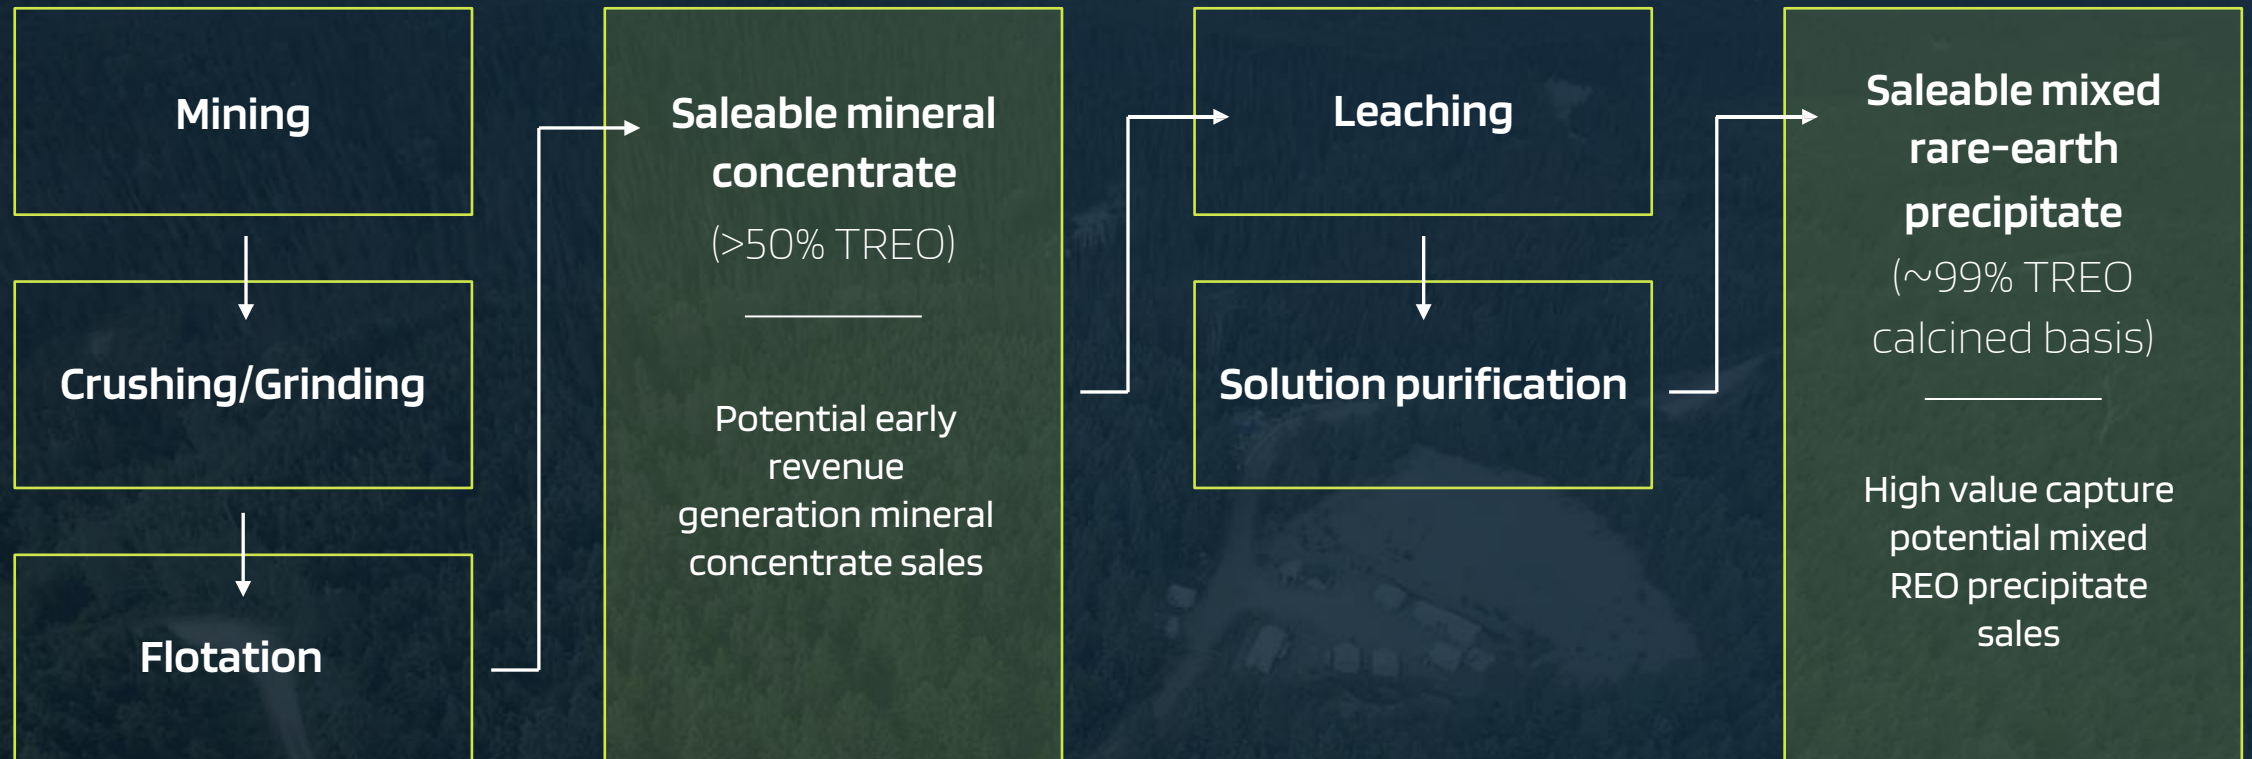 Mining
Crushing/Grinding
Flotation
Saleable mineral
concentrate
(>50% TREO)
Potential early
revenue
generation mineral
concentrate sales
Leaching
Solution purification
Saleable mixed
rare-earth
precipitate
(~99% TREO
calcined basis)
High value capture
potential mixed
REO precipitate
sales